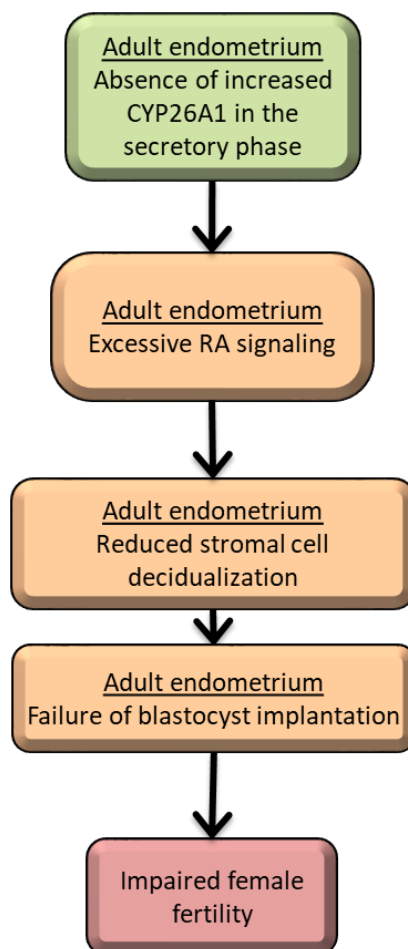 Adult endometrium
Absence of increased
CYP26A1 in the
secretory phase
Adult endometrium
Excessive RA signaling
Adult endometrium
Reduced stromal cell
decidualization
Adult endometrium
Failure of blastocyst implantation
Impaired female
fertility